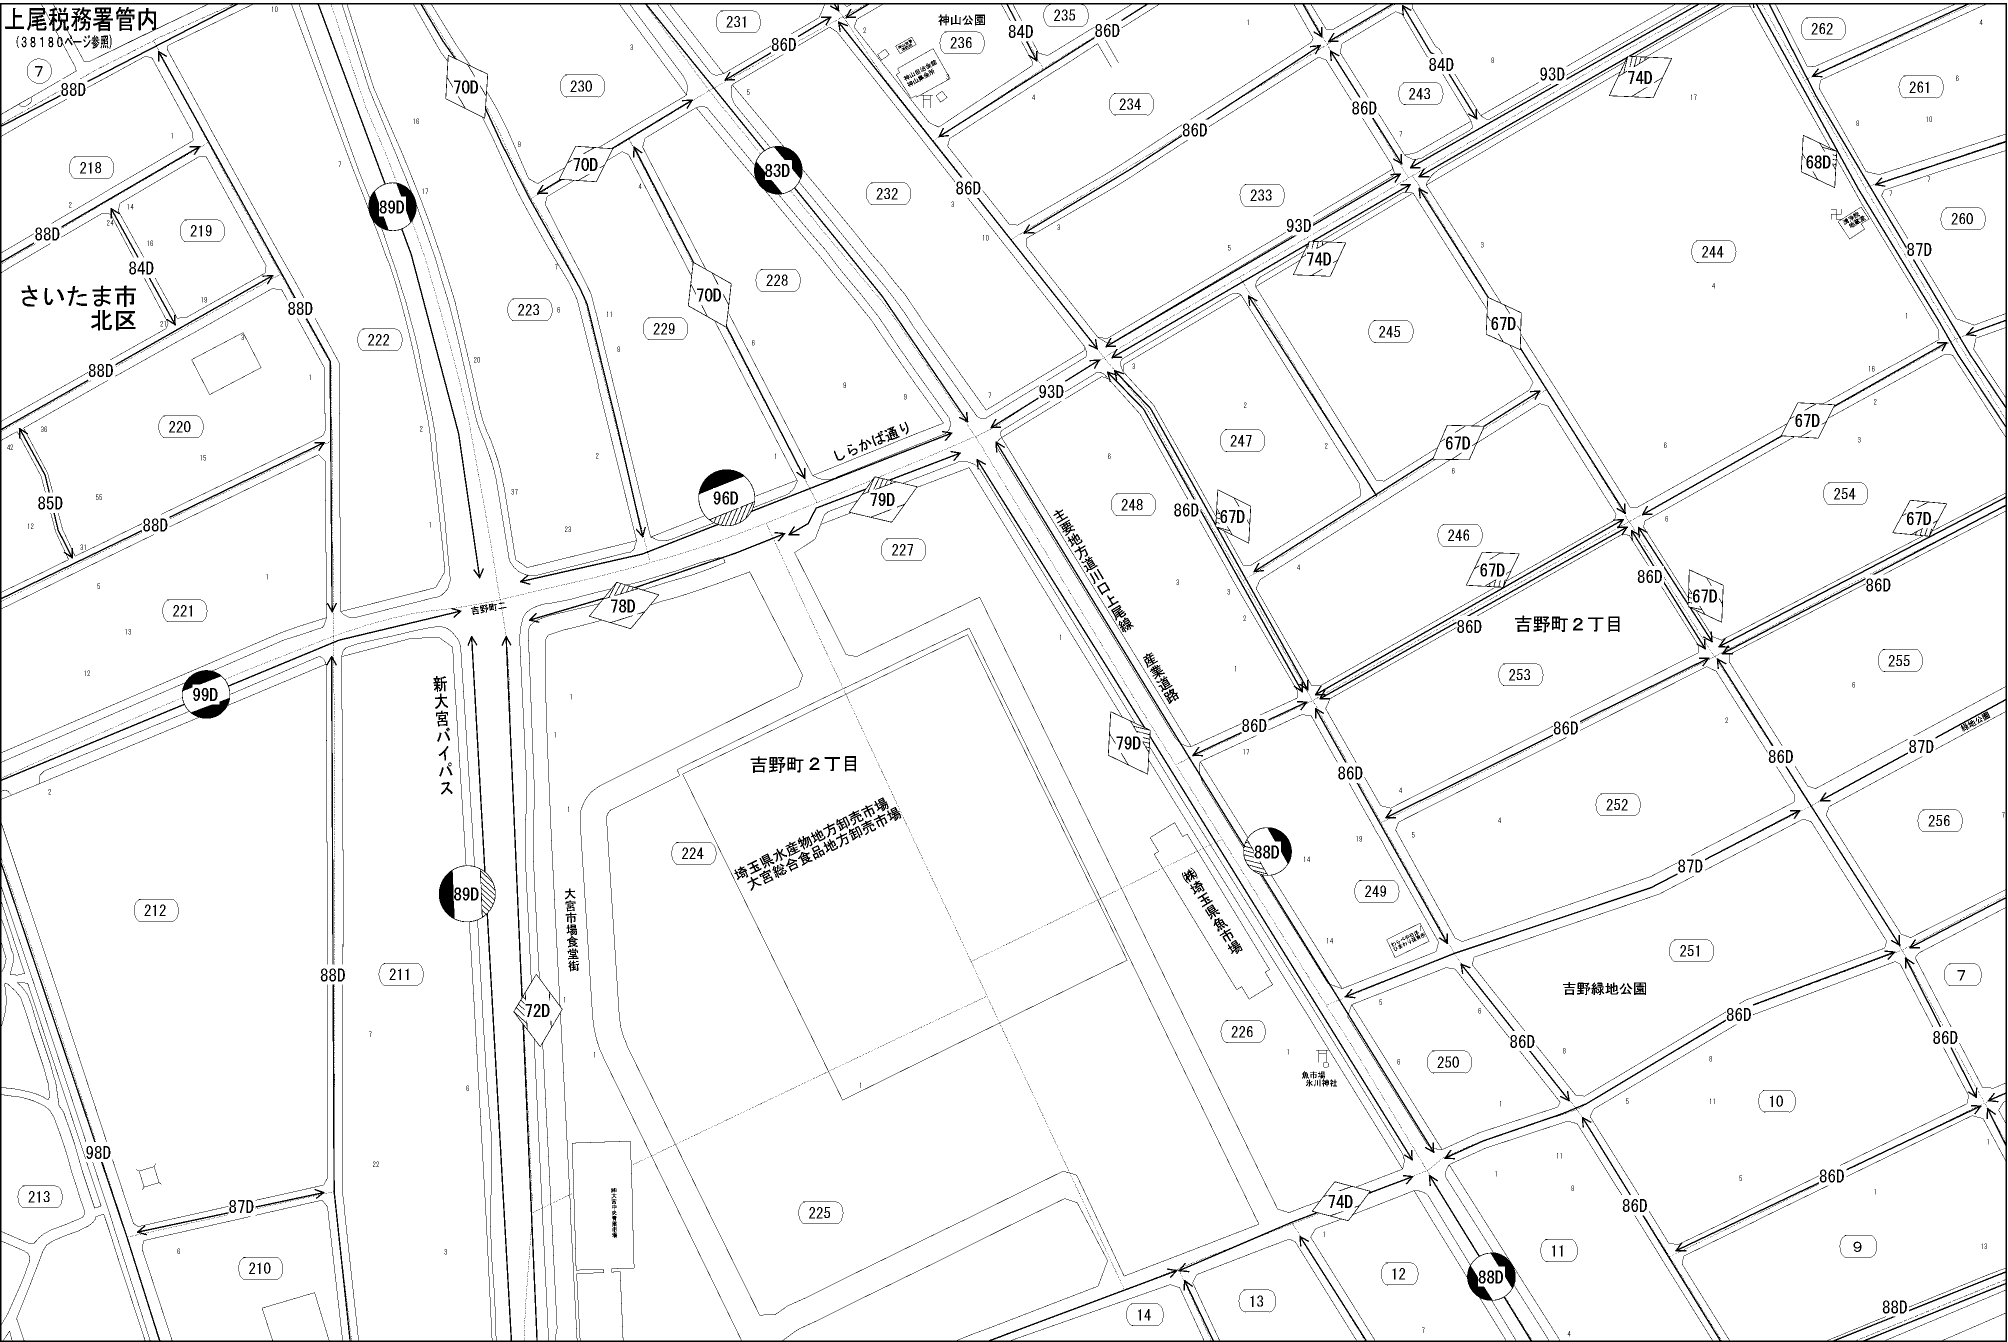 上尾税務署管内
(38180ページ参照)
7
88D
218
88D
219
84D
さいたま市
北区
88D
88D
220
85D
88D
221
99D
212
98D
213
87D
210
88D
211
222
89D
新大宮バイパス
89D
72D
大宮市場食堂街
吉野町二
70D
230
70D
223
229
70D
228
231
86D
83D
232
しらかば通り
96D
79D
78D
227
神山公園
236
235
84D
86D
234
86D
86D
233
93D
74D
93D
86D
243
84D
93D
74D
262
261
68D
260
87D
244
245
67D
67D
67D
247
248
86D
67D
246
67D
86D
254
67D
86D
86D
67D
吉野町2丁目
253
255
86D
86D
86D
87D
緑地公園
256
252
86D
主要地方道川口上尾線
産業道路
79D
88D
249
87D
251
吉野緑地公園
7
86D
86D
250
86D
10
86D
86D
9
88D
11
88D
12
74D
13
14
226
魚市場
氷川神社
㈱埼玉県魚市場
吉野町2丁目
埼玉県水産物地方卸売市場
大宮総合食品地方卸売市場
224
225